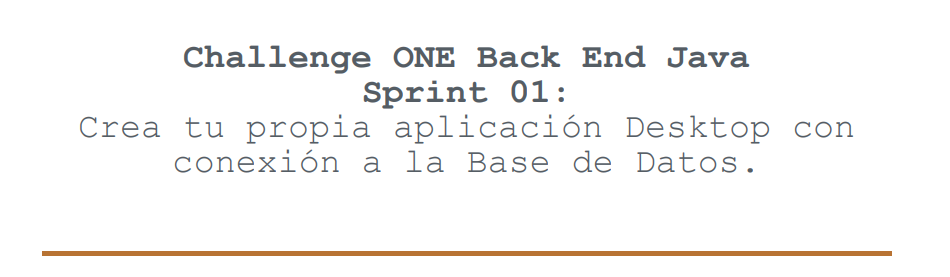 Challenge ONE Back End Java
Sprint 01:
Crea tu propia aplicación Desktop con
conexión a la Base de Datos.